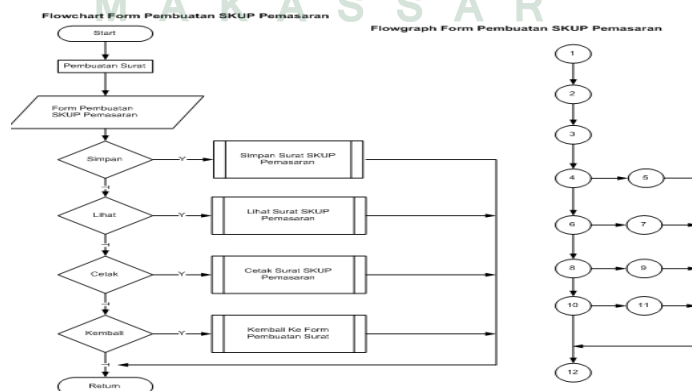 MAKASSAR
Flowchart Form Pembuatan SKUP Pemasaran
Start
Pembuatan Surat
Form Pembuatan
SKUP Pemasaran
Simpan
Y
Simpan Surat SKUP
Pemasaran
T
Lihat
Y
Lihat Surat SKUP
Pemasaran
T
Cetak
Y
Cetak Surat SKUP
Pemasaran
T
Kembali
Y
Kembali Ke Form
Pembuatan Surat
T
Return
Flowgraph Form Pembuatan SKUP Pemasaran
1
2
3
4
5
6
7
8
9
10
11
12